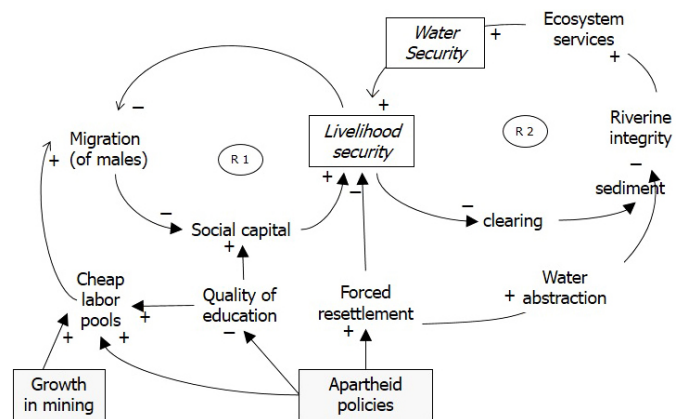 Water
Security
+
Ecosystem
services
+
−
+
Migration
(of males)
+
R 1
Livelihood
security
R 2
Riverine
integrity
−
sediment
+
−
−
Social capital
+
−
clearing
Cheap
labor
pools
+
Quality of
education
−
Forced
resettlement
+
+
Water
abstraction
+
+
Growth
in mining
Apartheid
policies